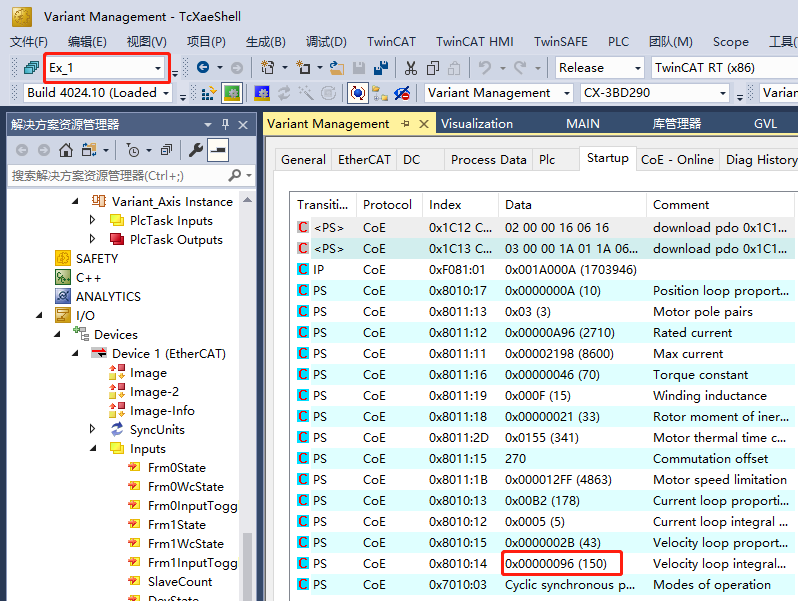 Variant Management - TcXaeShell
文件(F) 编辑(E) 视图(V) 项目(P) 生成(B) 调试(D) TwinCAT TwinCAT HMI TwinSAFE PLC 团队(M) Scope 工具(
Ex_1 Release TwinCAT RT (x86)
Build 4024.10 (Loaded Variant Management CX-3BD290 Varian
解决方案资源管理器
搜索解决方案资源管理器(Ctrl+;)
Variant_Axis Instance
PlcTask Inputs
PlcTask Outputs
SAFETY
C++
ANALYTICS
I/O
Devices
Device 1 (EtherCAT)
Image
Image-2
Image-Info
SyncUnits
Inputs
Frm0State
Frm0WcState
Frm0InputTogg
Frm1State
Frm1WcState
Frm1InputTogg
SlaveCount
DevState
Variant Management Visualization MAIN 库管理器 GVL
General EtherCAT DC Process Data Plc Startup CoE - Online Diag History
Transiti... Protocol Index Data Comment
C <PS> CoE 0x1C12 C... 02 00 00 16 06 16 download pdo 0x1C1...
C <PS> CoE 0x1C13 C... 03 00 00 1A 01 1A 06... download pdo 0x1C1...
C IP CoE 0xF081:01 0x001A000A (1703946)
C PS CoE 0x8010:17 0x0000000A (10) Position loop proport...
C PS CoE 0x8011:13 0x03 (3) Motor pole pairs
C PS CoE 0x8011:12 0x00000A96 (2710) Rated current
C PS CoE 0x8011:11 0x00002198 (8600) Max current
C PS CoE 0x8011:16 0x00000046 (70) Torque constant
C PS CoE 0x8011:19 0x000F (15) Winding inductance
C PS CoE 0x8011:18 0x00000021 (33) Rotor moment of iner...
C PS CoE 0x8011:2D 0x0155 (341) Motor thermal time c...
C PS CoE 0x8011:15 270 Commutation offset
C PS CoE 0x8011:1B 0x000012FF (4863) Motor speed limitation
C PS CoE 0x8010:13 0x00B2 (178) Current loop proporti...
C PS CoE 0x8010:12 0x0005 (5) Current loop integral ...
C PS CoE 0x8010:15 0x0000002B (43) Velocity loop proport...
C PS CoE 0x8010:14 0x00000096 (150) Velocity loop integral...
C PS CoE 0x7010:03 Cyclic synchronous p... Modes of operation